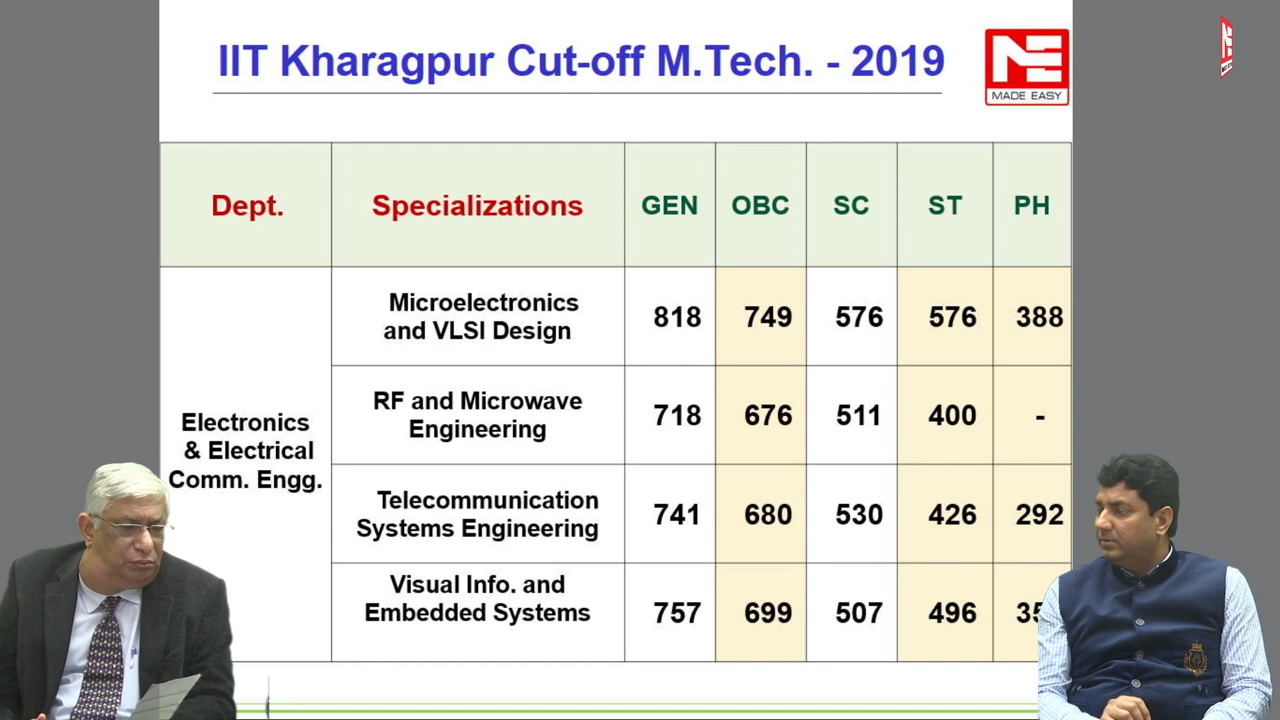 IIT Kharagpur Cut-off M.Tech. - 2019
MADE EASY
Dept. Specializations GEN OBC SC ST PH
Microelectronics
and VLSI Design 818 749 576 576 388
RF and Microwave
Engineering 718 676 511 400 -
Electronics
& Electrical
Comm. Engg.
Telecommunication
Systems Engineering 741 680 530 426 292
Visual Info. and
Embedded Systems 757 699 507 496